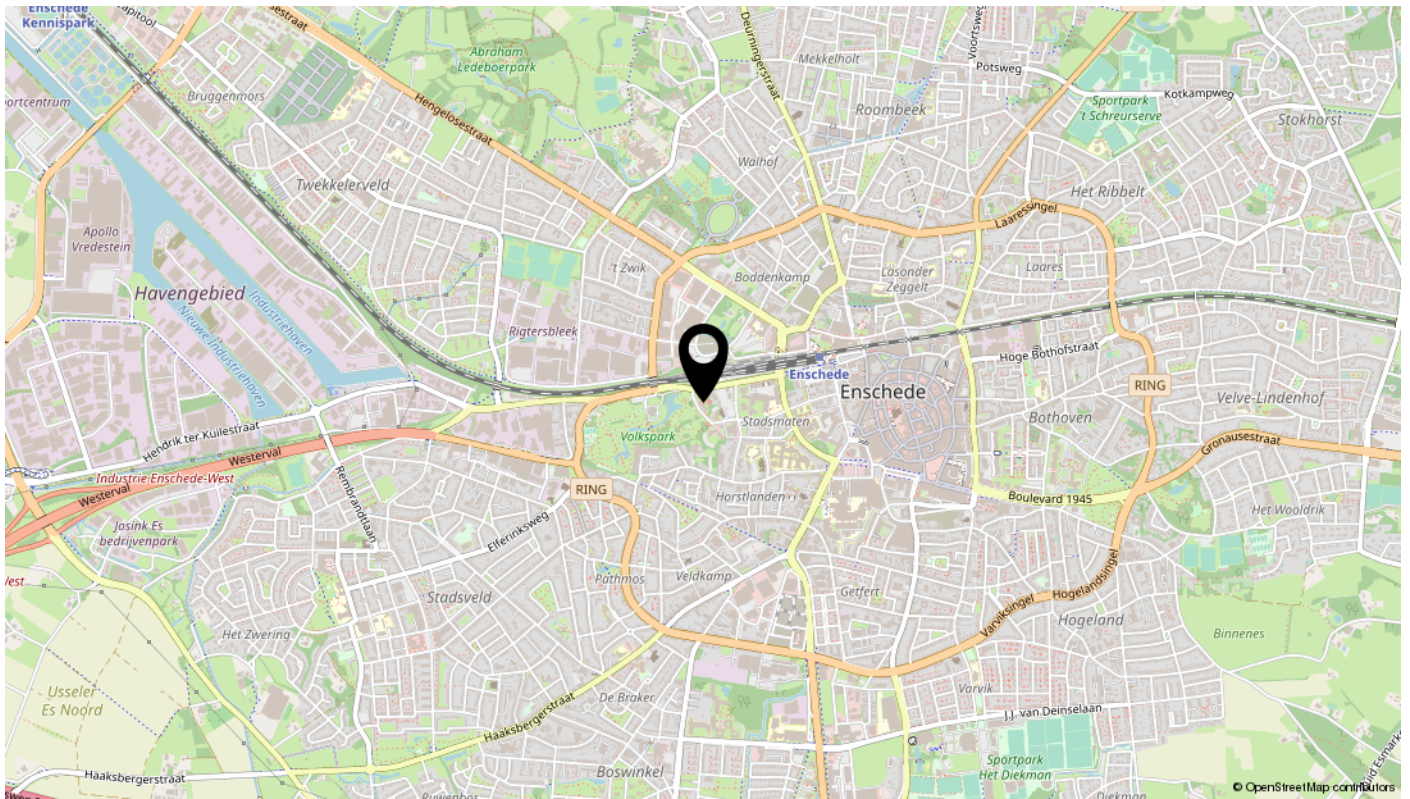 Enschede
Kennispark
Capitool
Abraham
Ledeboerpark
Deurningerstraat
Mekkelholt
Voortsweg
Potsweg
Kotkampweg
Sportpark
't Schreurserve
Stokhorst
Bruggenmors
Hengelosestraat
Roombeek
Walhof
Twekkelerveld
Het Ribbelt
Laaressingel
Apollo
Vredestein
't Zwik
Boddenkamp
Lasonder
Zeggelt
Laares
Havengebied
Industriehaven
Nieuwe Industriehaven
Rigtersbleek
Hoge Bothofstraat
Enschede
Enschede
RING
Velve-Lindenhof
Bothoven
Stadsmaten
Volkspark
Hendrik ter Kuilestraat
Westerval
Gronausestraat
Industrie Enschede-West
Westerval
Rembrandtlaan
RING
Horstlanden
Boulevard 1945
Het Wooldrik
Josink Es
bedrijvenpark
Elferinksweg
Pathmos
Veldkamp
Getfert
Hogelandsingel
Varviksingel
Hogeland
Stadsveld
Het Zwering
Binnenes
Usseler
Es Noord
De Braker
Varvik
J.J. van Deinselaan
Haaksbergerstraat
Haaksbergerstraat
Boswinkel
Sportpark
Het Diekman
Diekman
© OpenStreetMap contributors